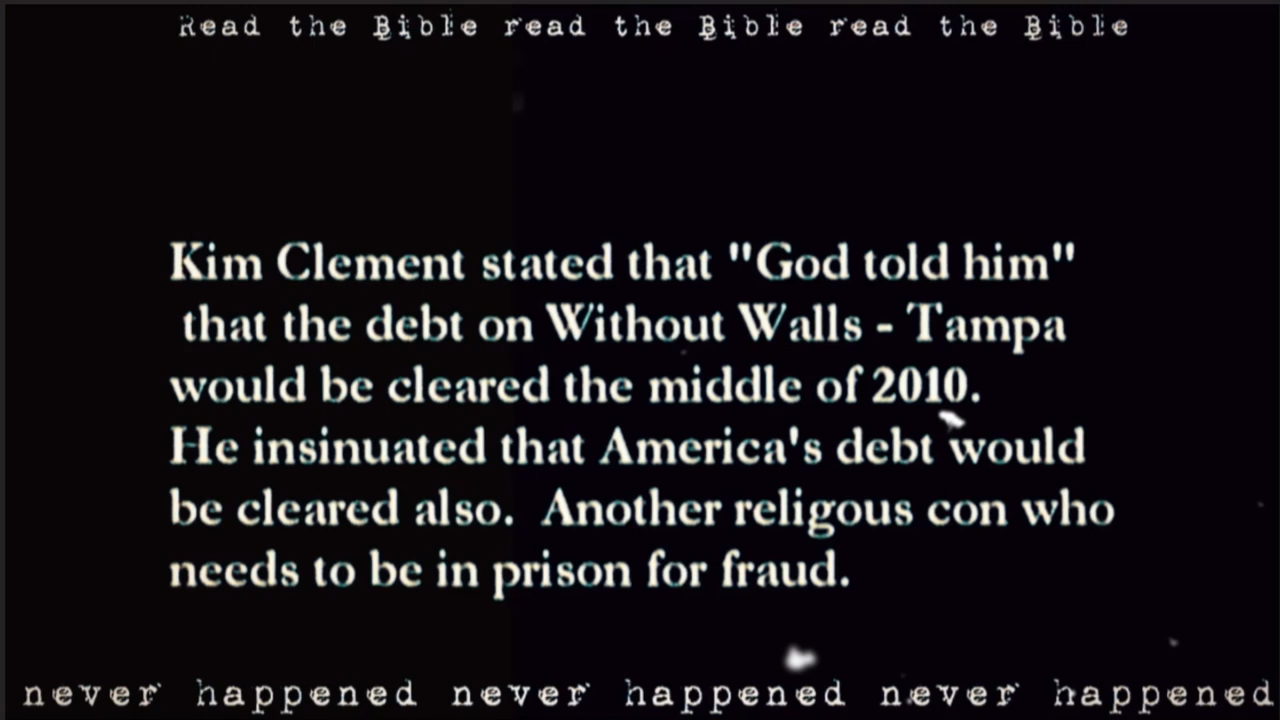 Read the Bible read the Bible read the Bible
Kim Clement stated that "God told him"
that the debt on Without Walls - Tampa
would be cleared the middle of 2010.
He insinuated that America's debt would
be cleared also. Another religous con who
needs to be in prison for fraud.
never happened never happened never happened